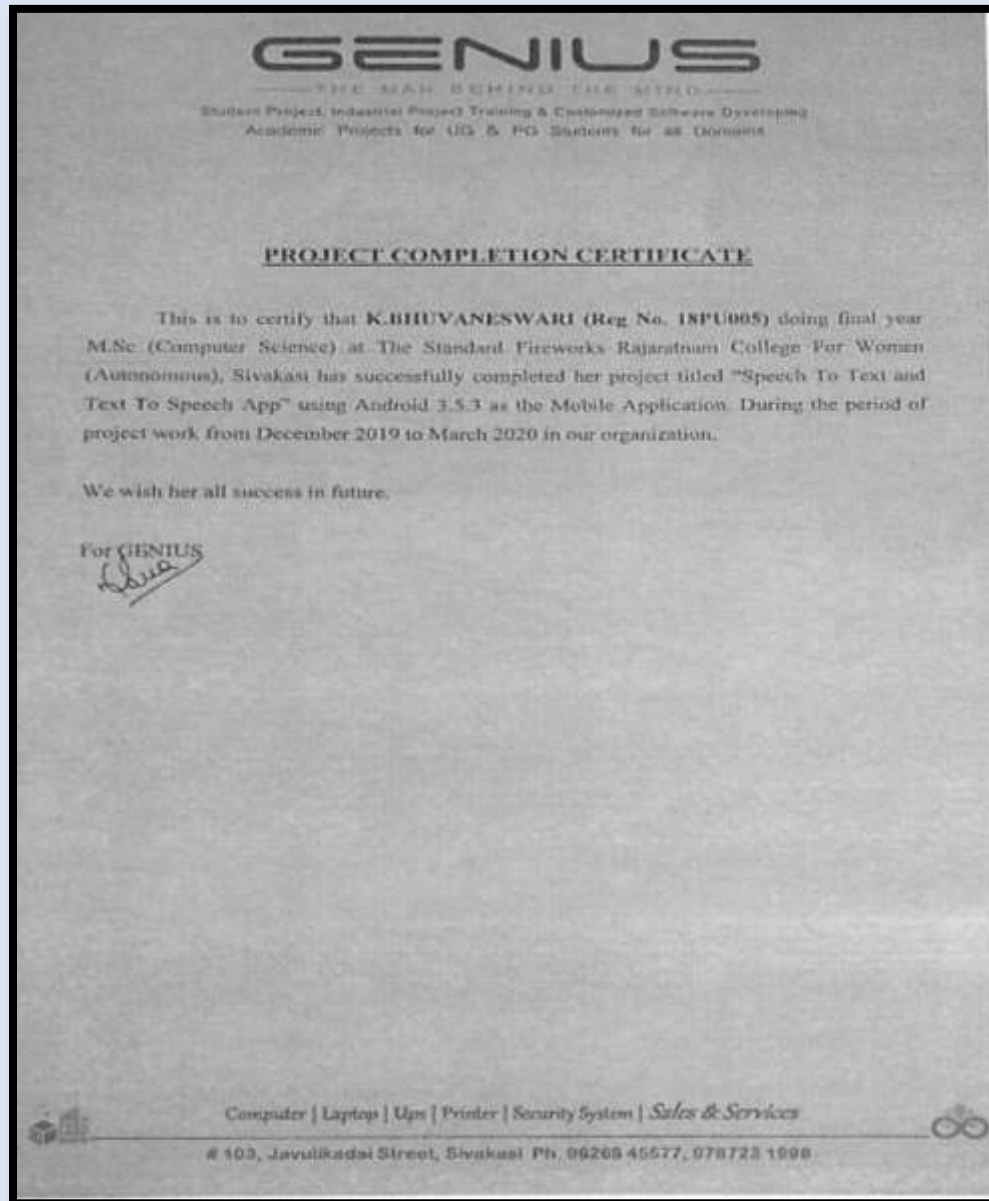 GENIUS
THE MAN BEHIND THE MIND
Student Project, Industrial Project Training & Customized Software Developing
Academic Projects for UG & PG Students for all Domains
PROJECT COMPLETION CERTIFICATE
This is to certify that K.BHUVANESWARI (Reg No. 18PU005) doing final year
M.Sc (Computer Science) at The Standard Fireworks Rajaratnam College For Women
(Autonomous), Sivakasi has successfully completed her project titled "Speech To Text and
Text To Speech App" using Android 3.5.3 as the Mobile Application. During the period of
project work from December 2019 to March 2020 in our organization.
We wish her all success in future.
For GENIUS
Computer | Laptop | Ups | Printer | Security System | Sales & Services
# 103, Javulikadai Street, Sivakasi Ph.